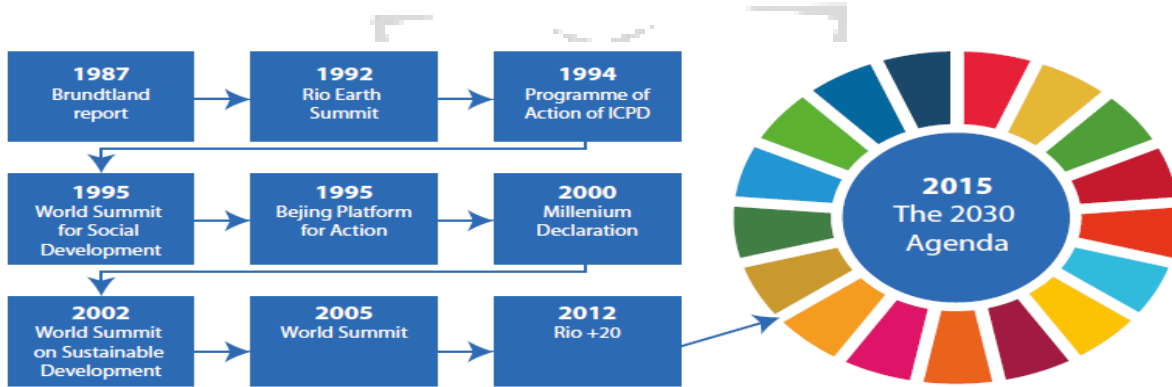 1987
Brundtland
report
1992
Rio Earth
Summit
1994
Programme of
Action of ICPD
1995
World Summit
for Social
Development
1995
Bejing Platform
for Action
2000
Millenium
Declaration
2002
World Summit
on Sustainable
Development
2005
World Summit
2012
Rio +20
2015
The 2030
Agenda